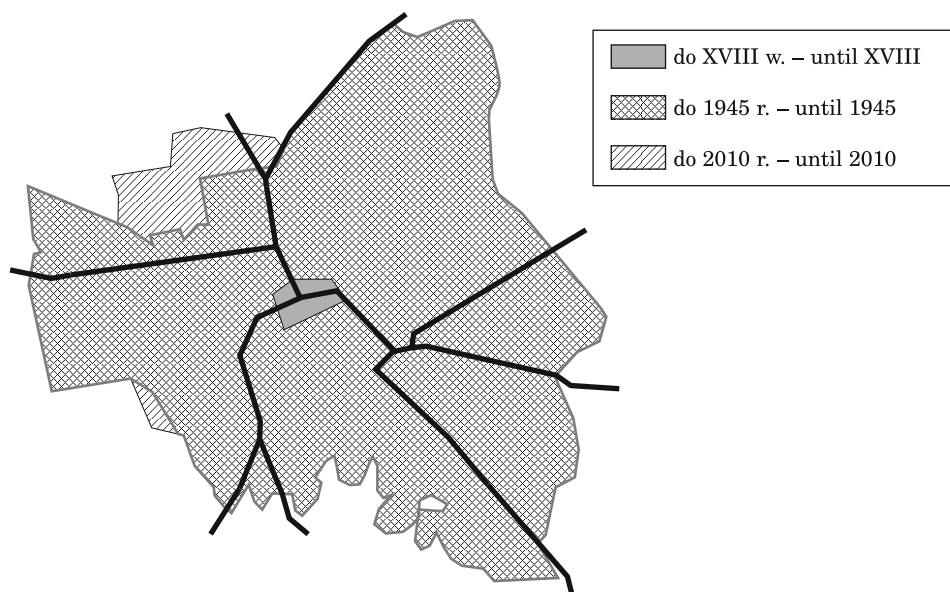 do XVIII w. – until XVIII
do 1945 r. – until 1945
do 2010 r. – until 2010